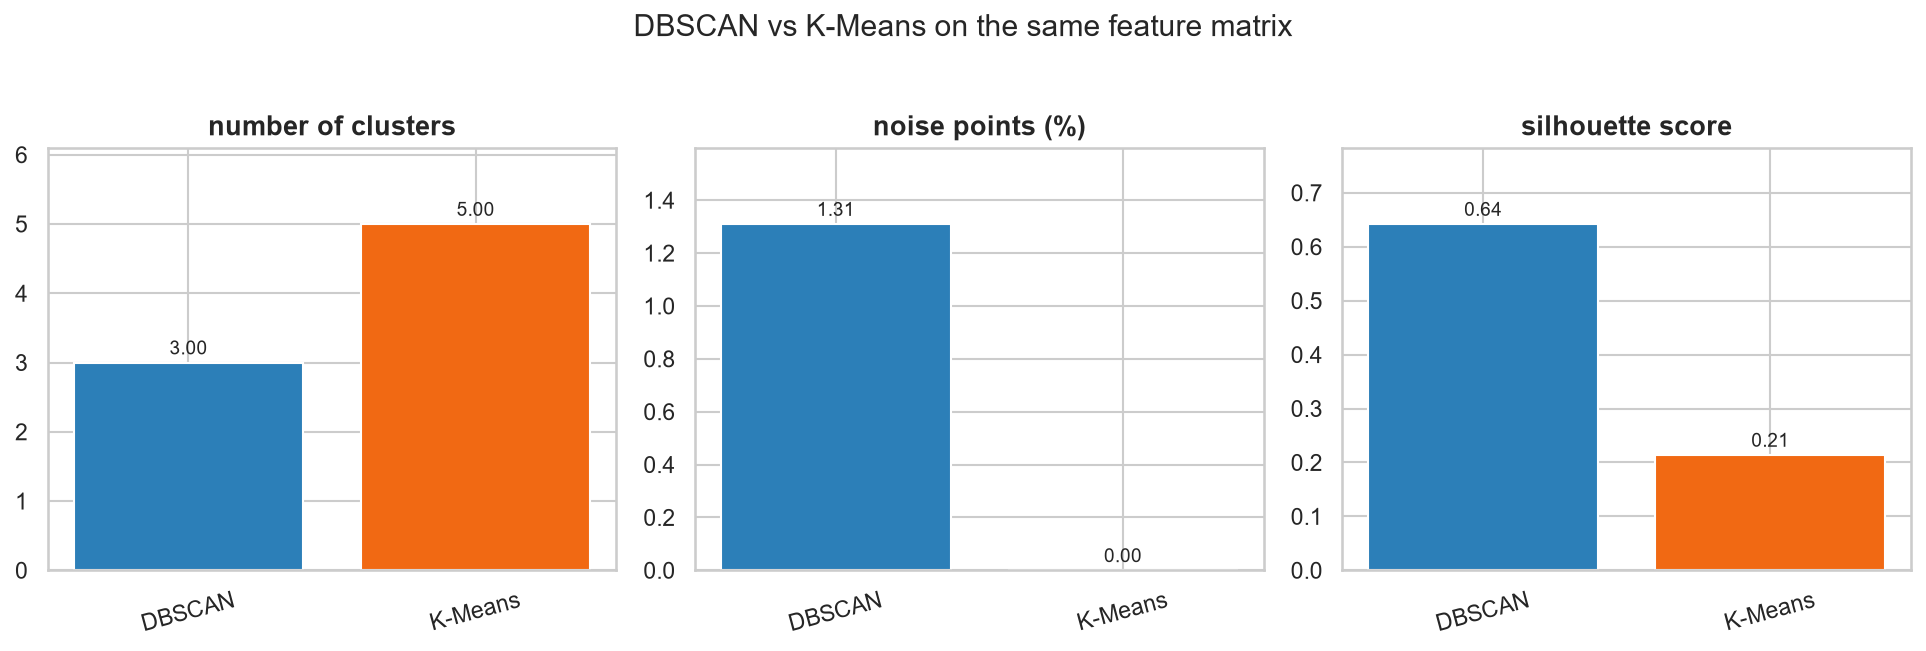 DBSCAN vs K-Means on the same feature matrix
number of clusters
6
5
4
3
2
1
0
3.00
5.00
DBSCAN
K-Means
noise points (%)
1.4
1.2
1.0
0.8
0.6
0.4
0.2
0.0
1.31
0.00
DBSCAN
K-Means
silhouette score
0.7
0.6
0.5
0.4
0.3
0.2
0.1
0.0
0.64
0.21
DBSCAN
K-Means